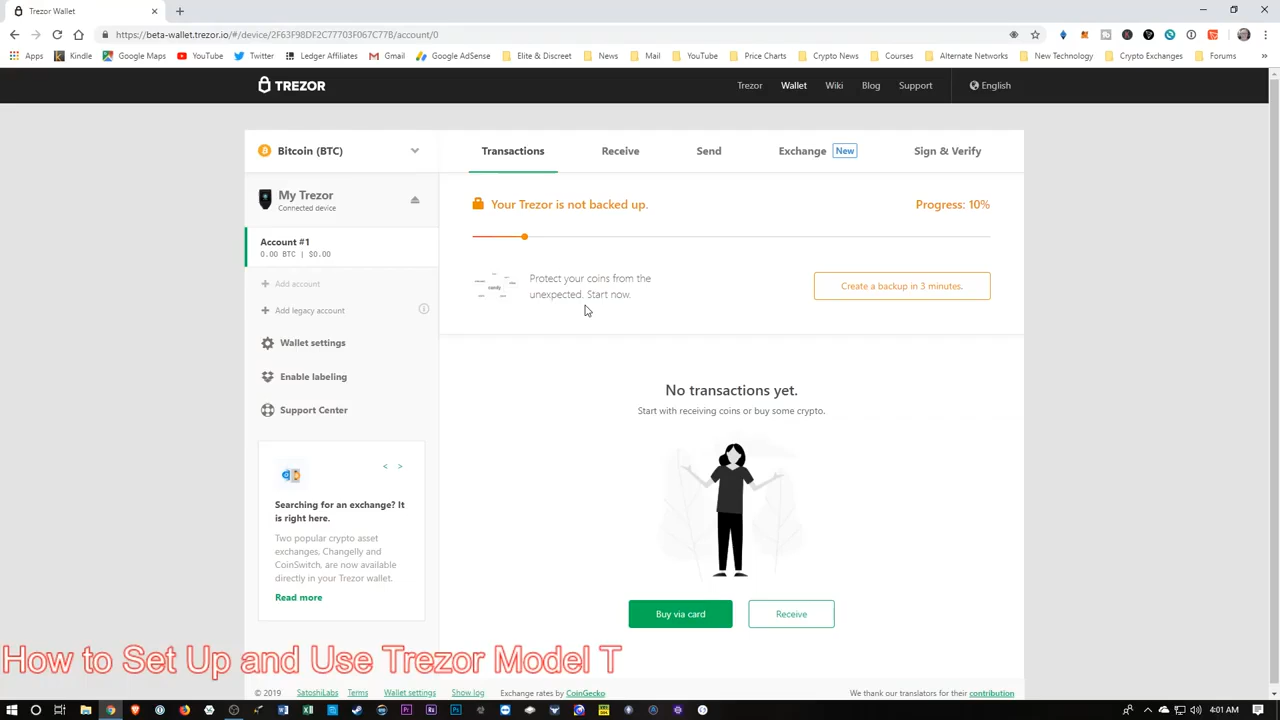 Trezor Wallet
https://beta-wallet.trezor.io/#/device/2F63F98DF2C77703F067C77B/account/0
Apps Kindle Google Maps YouTube Twitter Ledger Affiliates Gmail Google AdSense Elite & Discreet News Mail YouTube Price Charts Crypto News Courses Alternate Networks New Technology Crypto Exchanges Forums »
TREZOR Trezor Wallet Wiki Blog Support English
Bitcoin (BTC) Transactions Receive Send Exchange New Sign & Verify
My Trezor
Connected device
Your Trezor is not backed up. Progress: 10%
Account #1
0.00 BTC | $0.00
Add account
Add legacy account
Protect your coins from the
unexpected. Start now.
Create a backup in 3 minutes.
Wallet settings
Enable labeling
Support Center
No transactions yet.
Start with receiving coins or buy some crypto.
< >
Searching for an exchange? It
is right here.
Two popular crypto asset
exchanges, Changelly and
CoinSwitch, are now available
directly in your Trezor wallet.
Read more
Buy via card Receive
How to Set Up and Use Trezor Model T
© 2019 SatoshiLabs Terms Wallet settings Show log Exchange rates by CoinGecko We thank our translators for their contribution
4:01 AM